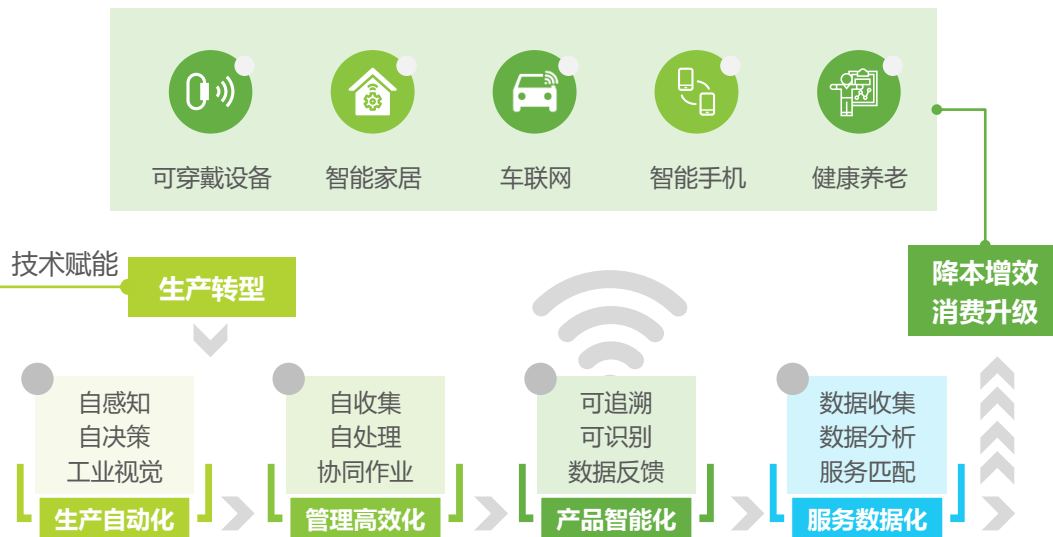 可穿戴设备
智能家居
车联网
智能手机
健康养老
技术赋能
生产转型
降本增效
消费升级
自感知
自决策
工业视觉
生产自动化
自收集
自处理
协同作业
管理高效化
可追溯
可识别
数据反馈
产品智能化
数据收集
数据分析
服务匹配
服务数据化